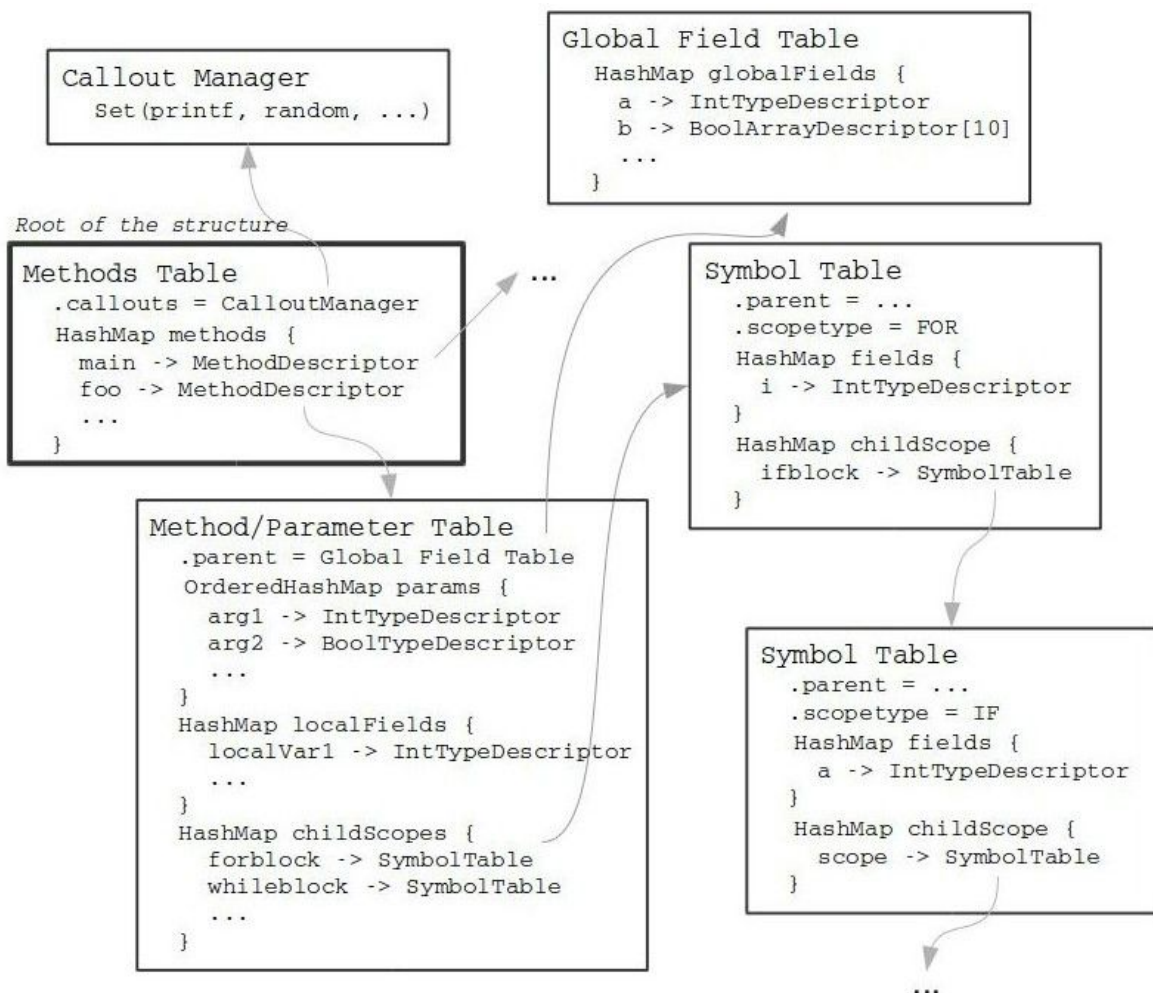 Callout Manager
Set(printf, random, ...)
Global Field Table
HashMap globalFields {
a -> IntTypeDescriptor
b -> BoolArrayDescriptor[10]
...
}
Root of the structure
Methods Table
.callouts = CalloutManager
HashMap methods {
main -> MethodDescriptor
foo -> MethodDescriptor
...
}
...
Symbol Table
.parent = ...
.scopetype = FOR
HashMap fields {
i -> IntTypeDescriptor
}
HashMap childScope {
ifblock -> SymbolTable
}
Method/Parameter Table
.parent = Global Field Table
OrderedHashMap params {
arg1 -> IntTypeDescriptor
arg2 -> BoolTypeDescriptor
...
}
HashMap localFields {
localVar1 -> IntTypeDescriptor
...
}
HashMap childScopes {
forblock -> SymbolTable
whileblock -> SymbolTable
...
}
Symbol Table
.parent = ...
.scopetype = IF
HashMap fields {
a -> IntTypeDescriptor
}
HashMap childScope {
scope -> SymbolTable
}
...